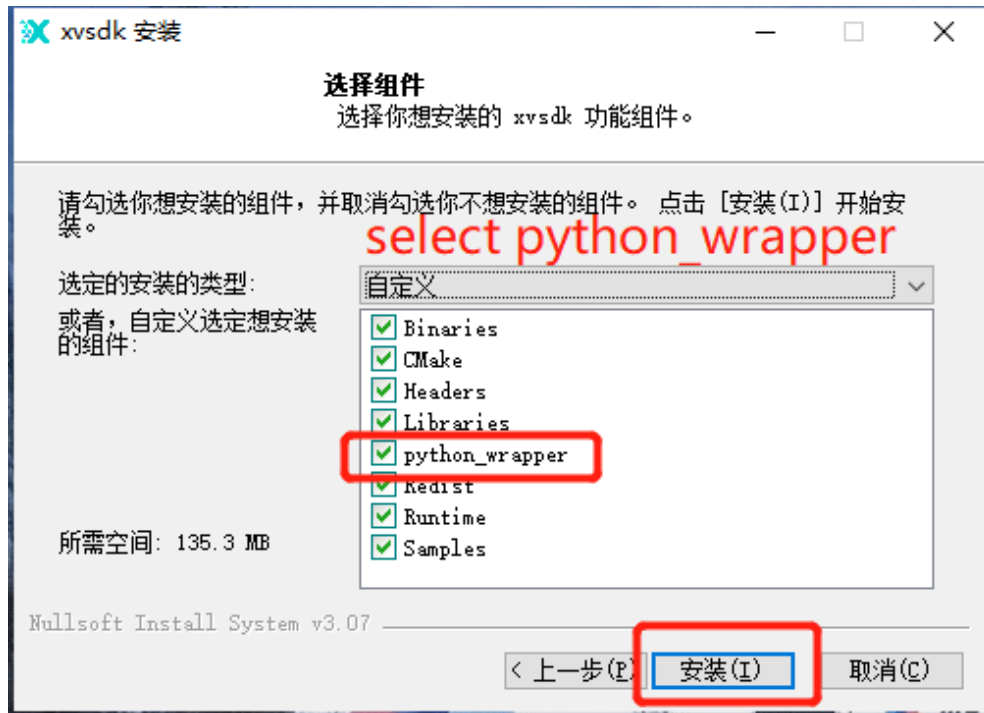 xvsdk 安装
选择组件
选择你想安装的 xvsdk 功能组件。
请勾选你想安装的组件，并取消勾选你不想安装的组件。 点击 [安装(I)] 开始安
装。
select python_wrapper
选定的安装的类型:
自定义
或者，自定义选定想安装
的组件:
Binaries
CMake
Headers
Libraries
python_wrapper
Redist
Runtime
Samples
所需空间: 135.3 MB
Nullsoft Install System v3.07
< 上一步(P)
安装(I)
取消(C)